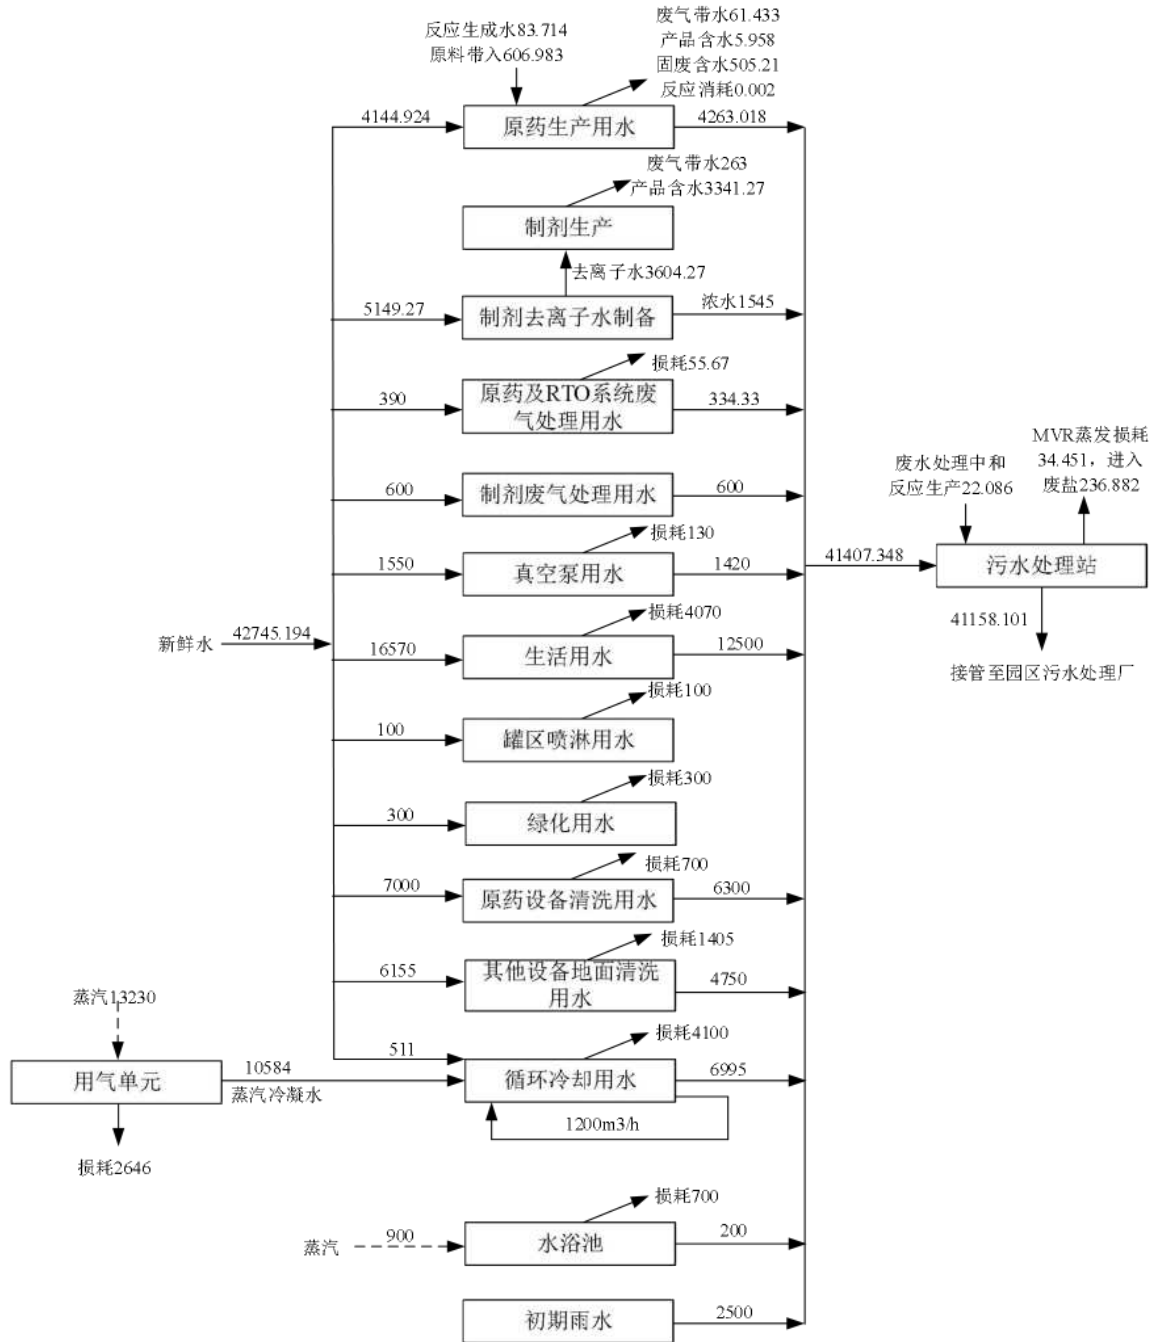 反应生成水83.714
原料带入606.983
废气带水61.433
产品含水5.958
固废含水505.21
反应消耗0.002
4144.924
原药生产用水
4263.018
废气带水263
产品含水3341.27
制剂生产
去离子水3604.27
5149.27
制剂去离子水制备
浓水1545
损耗55.67
390
原药及RTO系统废
气处理用水
334.33
600
制剂废气处理用水
600
损耗130
1550
真空泵用水
1420
废水处理中和
反应生产22.086
MVR蒸发损耗
34.451，进入
废盐236.882
41407.348
污水处理站
41158.101
接管至园区污水处理厂
新鲜水
42745.194
损耗4070
16570
生活用水
12500
损耗100
100
罐区喷淋用水
损耗300
300
绿化用水
损耗700
7000
原药设备清洗用水
6300
损耗1405
6155
其他设备地面清洗
用水
4750
蒸汽13230
用气单元
10584
蒸汽冷凝水
损耗2646
511
损耗4100
循环冷却用水
6995
1200m3/h
损耗700
蒸汽
900
水浴池
200
初期雨水
2500